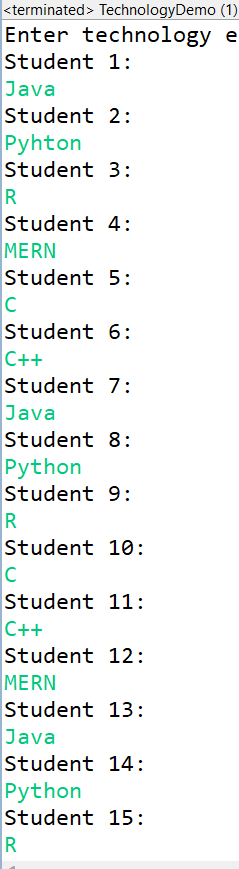 <terminated> TechnologyDemo (1)
Enter technology e
Student 1:
Java
Student 2:
Pyhton
Student 3:
R
Student 4:
MERN
Student 5:
C
Student 6:
C++
Student 7:
Java
Student 8:
Python
Student 9:
R
Student 10:
C
Student 11:
C++
Student 12:
MERN
Student 13:
Java
Student 14:
Python
Student 15:
R